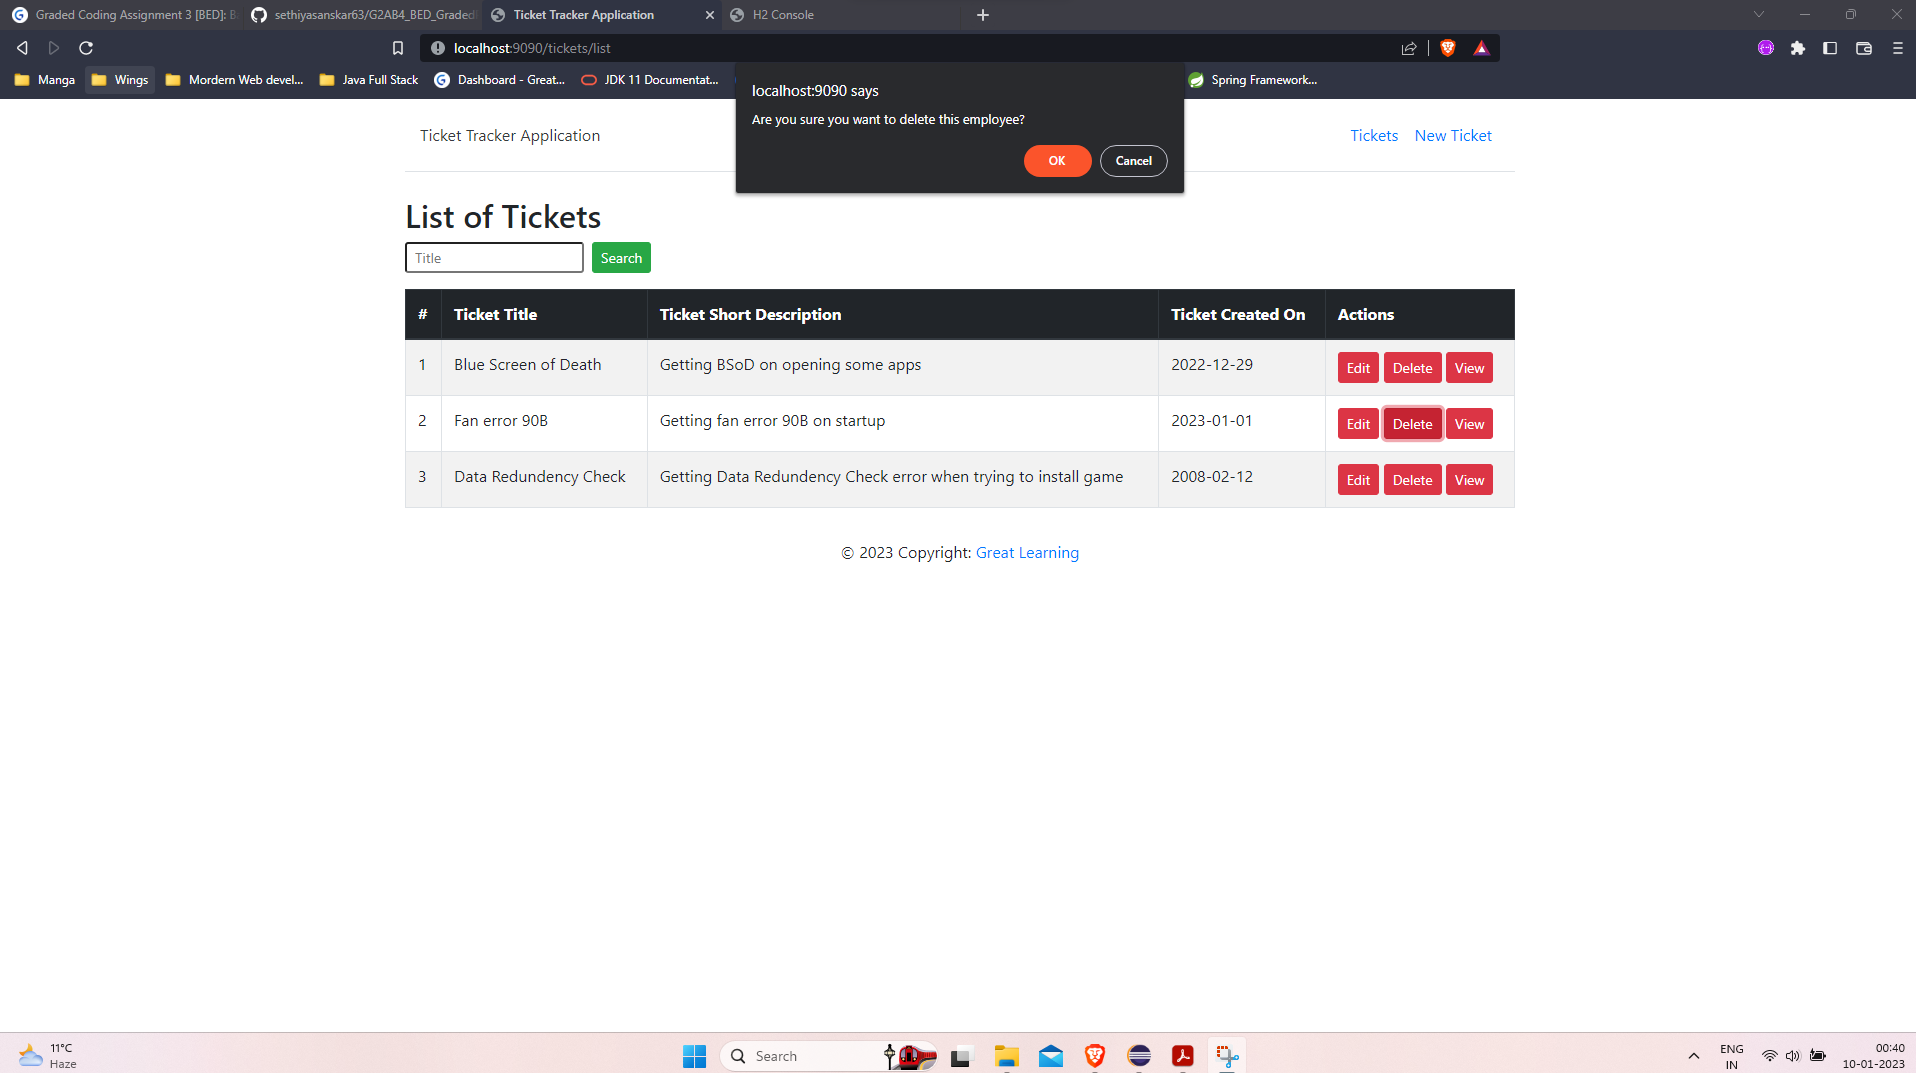 Graded Coding Assignment 3 [BED]: B
sethiyasanskar63/G2AB4_BED_Graded
Ticket Tracker Application
H2 Console
localhost:9090/tickets/list
Manga
Wings
Mordern Web devel...
Java Full Stack
Dashboard - Great...
JDK 11 Documentat...
Spring Framework...
localhost:9090 says
Are you sure you want to delete this employee?
OK
Cancel
Ticket Tracker Application
Tickets
New Ticket
List of Tickets
Title
Search
# Ticket Title Ticket Short Description Ticket Created On Actions
1 Blue Screen of Death Getting BSoD on opening some apps 2022-12-29 Edit Delete View
2 Fan error 90B Getting fan error 90B on startup 2023-01-01 Edit Delete View
3 Data Redundency Check Getting Data Redundency Check error when trying to install game 2008-02-12 Edit Delete View
© 2023 Copyright: Great Learning
11°C
Haze
Search
ENG
IN
00:40
10-01-2023